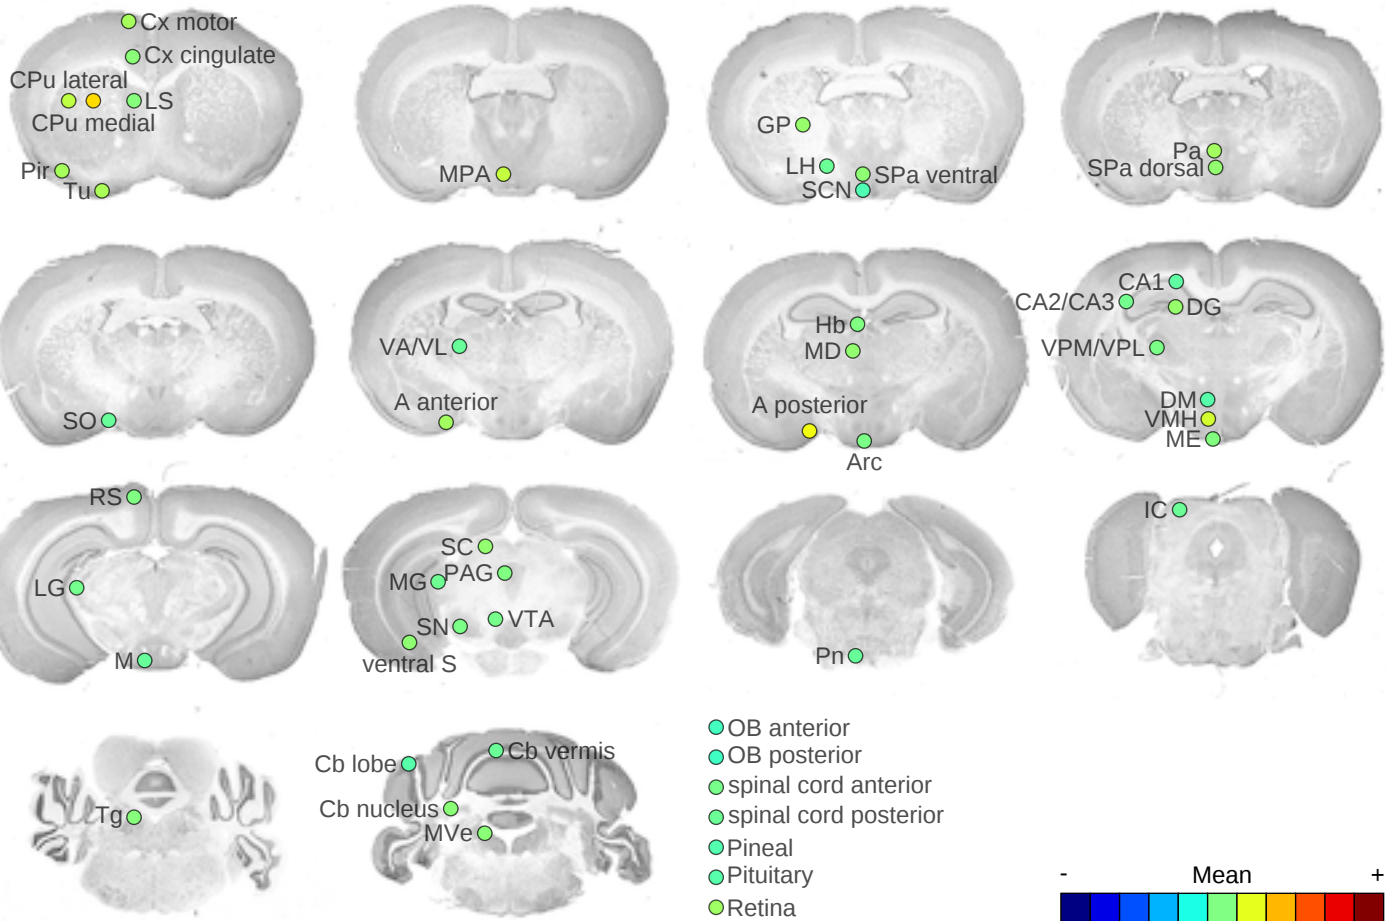 Cx motor
Cx cingulate
CPu lateral
LS
CPu medial
Pir
Tu
MPA
GP
LH
SPa ventral
SCN
Pa
SPa dorsal
SO
VA/VL
A anterior
Hb
MD
A posterior
Arc
CA1
CA2/CA3
DG
VPM/VPL
DM
VMH
ME
RS
LG
M
SC
MG
PAG
SN
VTA
ventral S
Pn
IC
Tg
Cb lobe
Cb vermis
Cb nucleus
MVe
OB anterior
OB posterior
spinal cord anterior
spinal cord posterior
Pineal
Pituitary
Retina
- Mean +